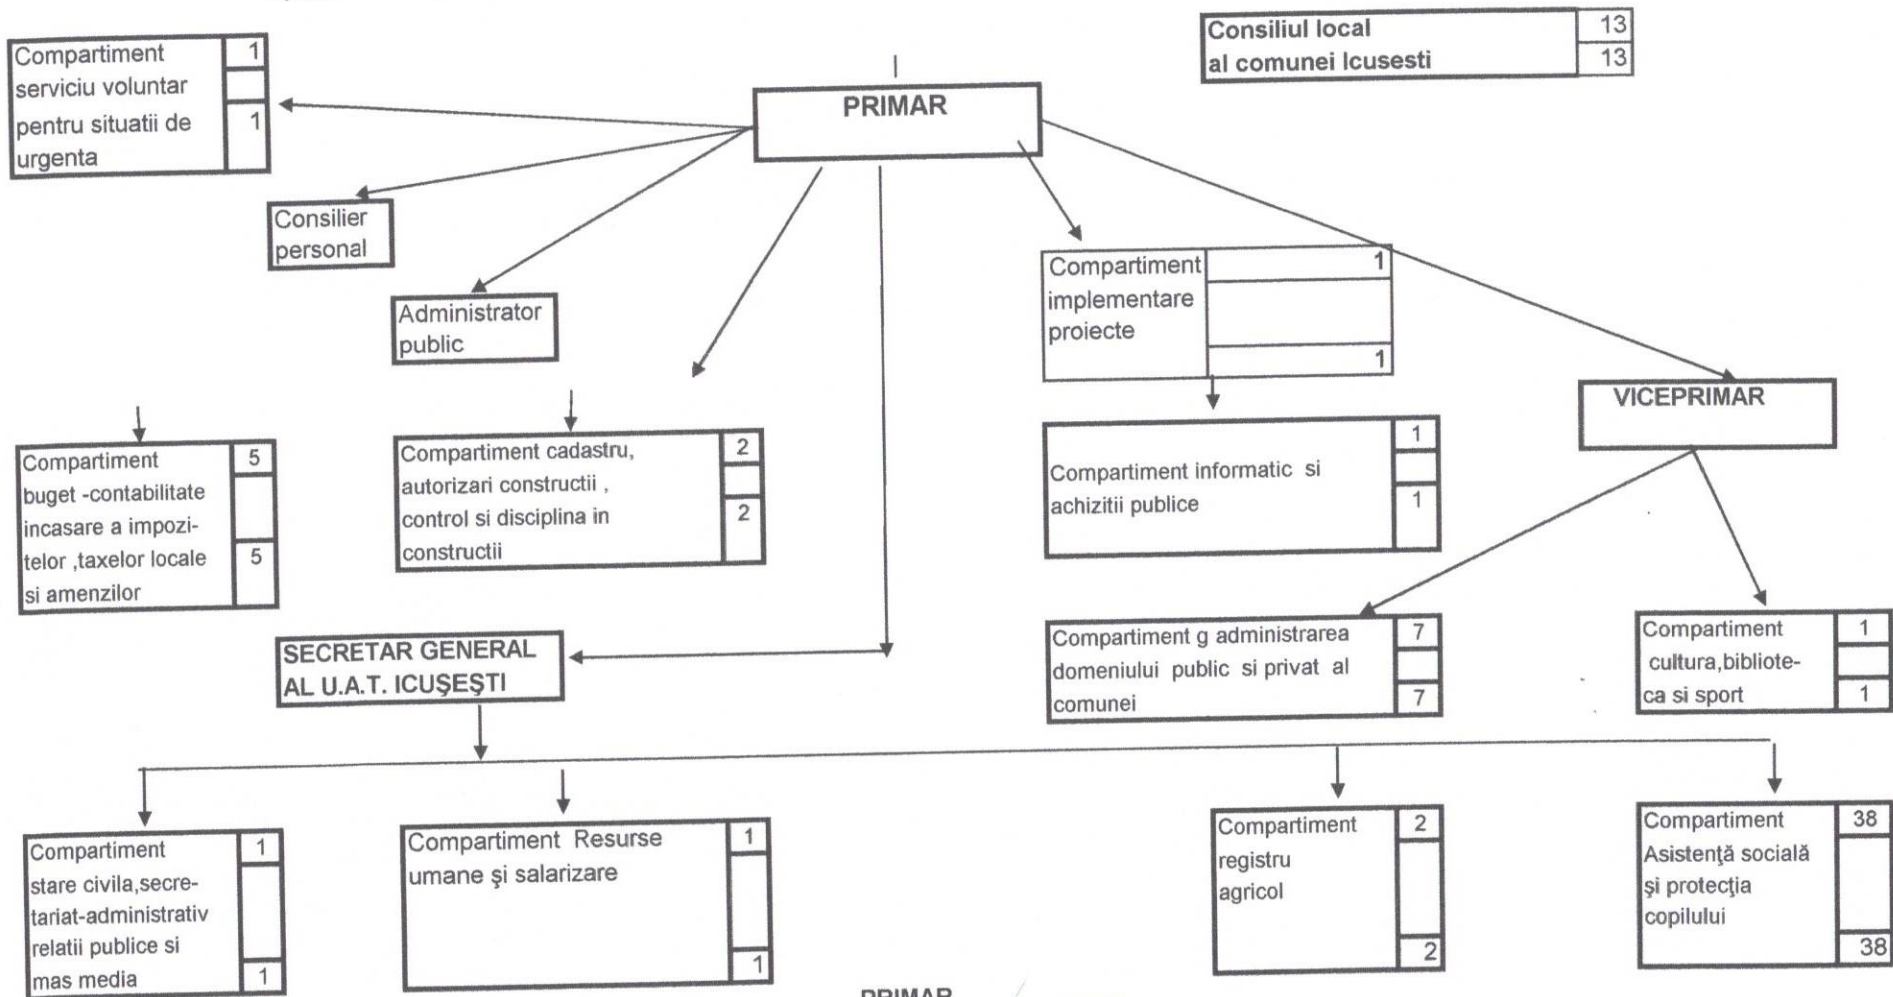 Consiliul local 13
al comunei Icusesti 13
PRIMAR
Compartiment 1
serviciu voluntar
pentru situatii de 1
urgenta
Consilier
personal
Administrator
public
Compartiment 1
implementare
proiecte
1
VICEPRIMAR
Compartiment 5
buget -contabilitate
incasare a impozi-
telor ,taxelor locale 5
si amenzilor
Compartiment cadastru, 2
autorizari constructii ,
control si disciplina in 2
constructii
1
Compartiment informatic si
achizitii publice 1
SECRETAR GENERAL
AL U.A.T. ICUŞEŞTI
Compartiment g administrarea 7
domeniului public si privat al
comunei 7
Compartiment 1
cultura,bibliote-
ca si sport 1
Compartiment 1
stare civila,secre-
tariat-administrativ
relatii publice si
mas media 1
Compartiment Resurse 1
umane şi salarizare
1
Compartiment 2
registru
agricol
2
Compartiment 38
Asistenţă socială
şi protecţia
copilului
38
PRIMAR